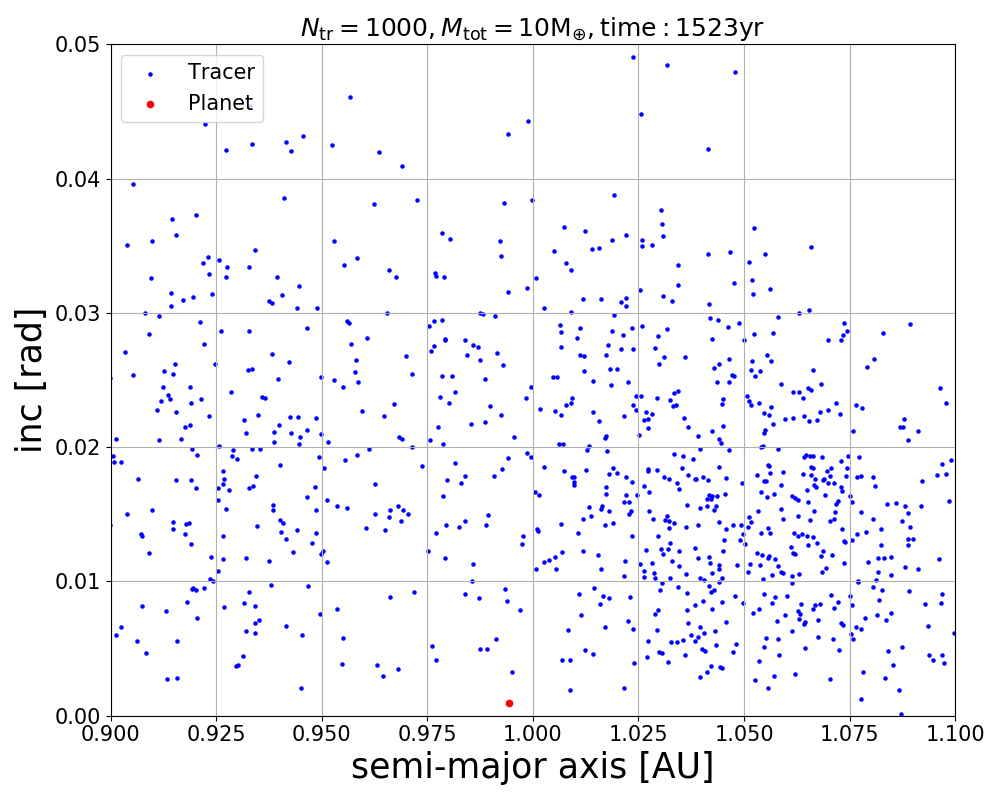 N_tr = 1000, M_tot = 10M_⊕, time : 1523yr
Tracer
Planet
0.05
0.04
0.03
0.02
0.01
0.00
inc [rad]
0.900 0.925 0.950 0.975 1.000 1.025 1.050 1.075 1.100
semi-major axis [AU]